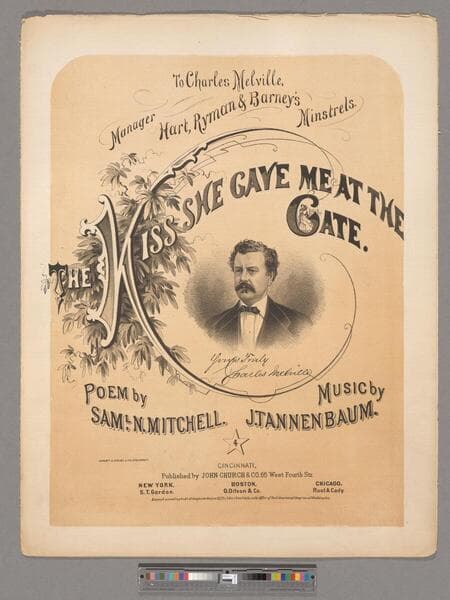 To Charles Melville,
Manager Hart, Ryman & Barney's Minstrels.
THE KISS SHE GAVE ME AT THE
GATE.
Yours Truly
Charles Melville
POEM by
SAML. N. MITCHELL.
MUSIC by
J. TANNENBAUM.
4
CINCINNATI,
Published by JOHN CHURCH & CO. 66 West Fourth St:
NEW YORK.
S. T. Gordon.
BOSTON.
O. Ditson & Co.
CHICAGO.
Root & Cady